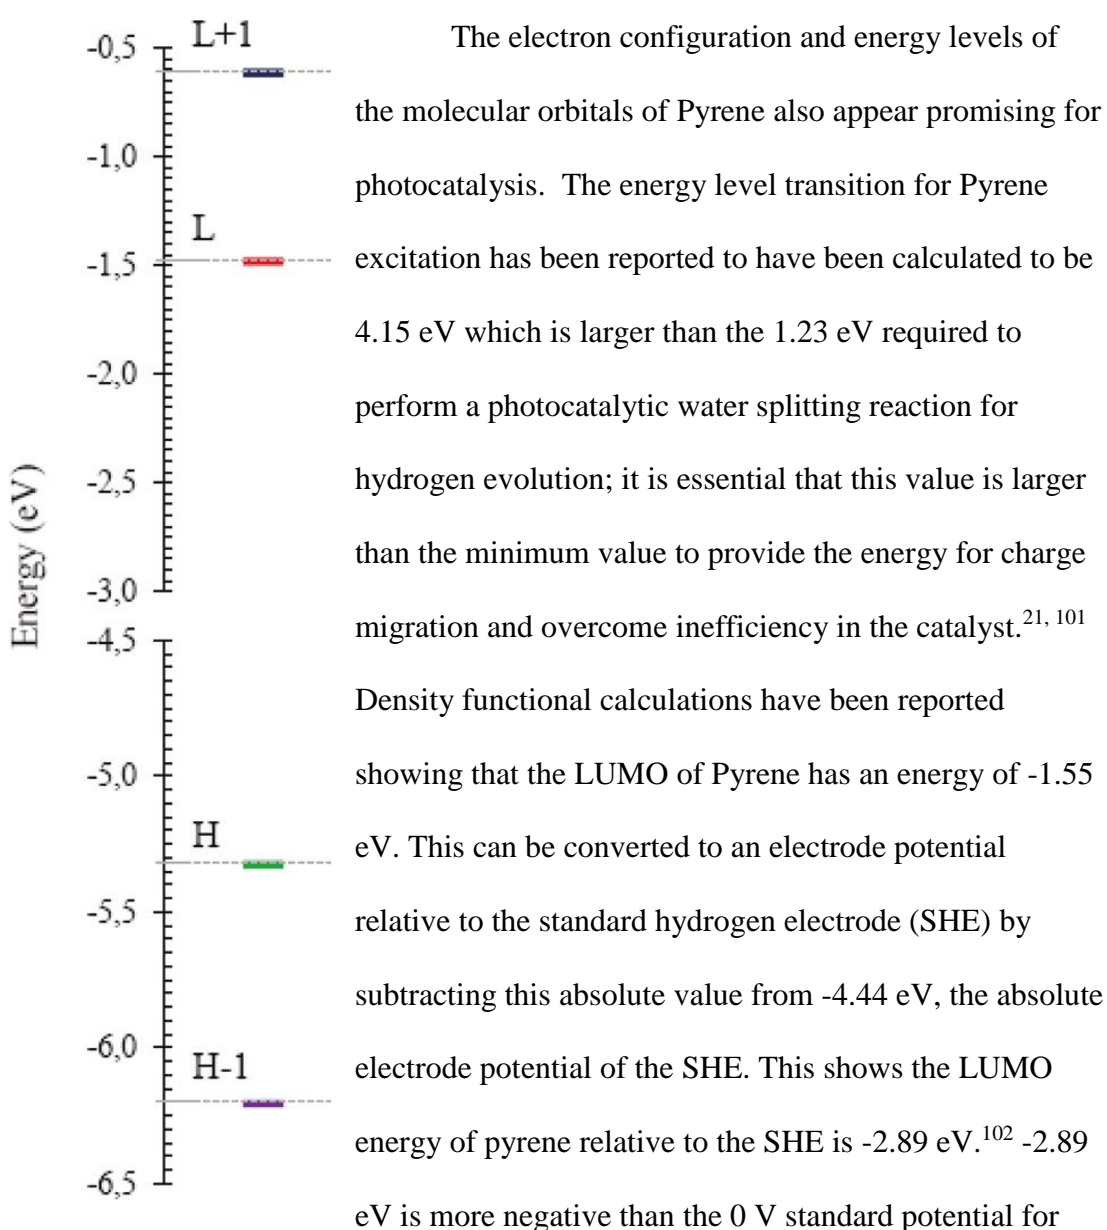 L+1
-0,5
-1,0
L
-1,5
-2,0
-2,5
-3,0
Energy (eV)
-4,5
-5,0
H
-5,5
-6,0
H-1
-6,5
The electron configuration and energy levels of
the molecular orbitals of Pyrene also appear promising for
photocatalysis.  The energy level transition for Pyrene
excitation has been reported to have been calculated to be
4.15 eV which is larger than the 1.23 eV required to
perform a photocatalytic water splitting reaction for
hydrogen evolution; it is essential that this value is larger
than the minimum value to provide the energy for charge
migration and overcome inefficiency in the catalyst.21, 101
Density functional calculations have been reported
showing that the LUMO of Pyrene has an energy of -1.55
eV. This can be converted to an electrode potential
relative to the standard hydrogen electrode (SHE) by
subtracting this absolute value from -4.44 eV, the absolute
electrode potential of the SHE. This shows the LUMO
energy of pyrene relative to the SHE is -2.89 eV.102 -2.89
eV is more negative than the 0 V standard potential for